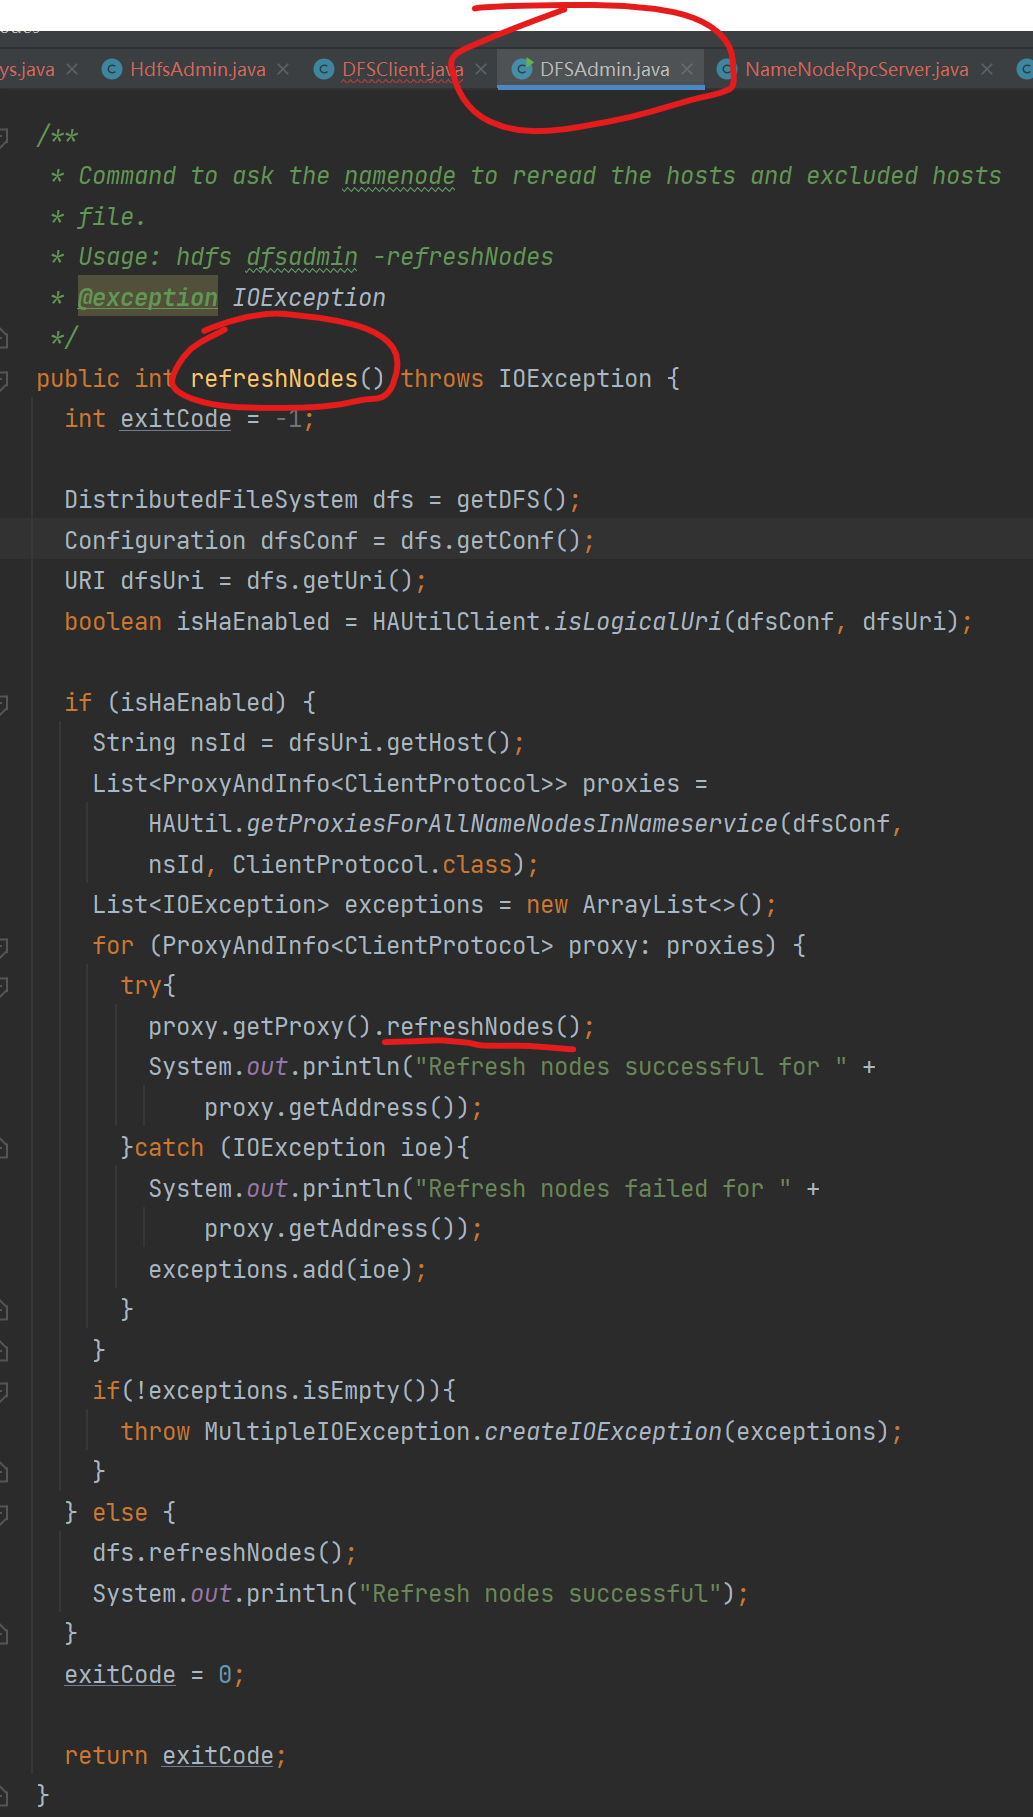 ys.java HdfsAdmin.java DFSClient.java DFSAdmin.java NameNodeRpcServer.java
/**
* Command to ask the namenode to reread the hosts and excluded hosts
* file.
* Usage: hdfs dfsadmin -refreshNodes
* @exception IOException
*/
public int refreshNodes() throws IOException {
int exitCode = -1;
DistributedFileSystem dfs = getDFS();
Configuration dfsConf = dfs.getConf();
URI dfsUri = dfs.getUri();
boolean isHaEnabled = HAUtilClient.isLogicalUri(dfsConf, dfsUri);
if (isHaEnabled) {
String nsId = dfsUri.getHost();
List<ProxyAndInfo<ClientProtocol>> proxies =
HAUtil.getProxiesForAllNameNodesInNameservice(dfsConf,
nsId, ClientProtocol.class);
List<IOException> exceptions = new ArrayList<>();
for (ProxyAndInfo<ClientProtocol> proxy: proxies) {
try{
proxy.getProxy().refreshNodes();
System.out.println("Refresh nodes successful for " +
proxy.getAddress());
}catch (IOException ioe){
System.out.println("Refresh nodes failed for " +
proxy.getAddress());
exceptions.add(ioe);
}
}
if(!exceptions.isEmpty()){
throw MultipleIOException.createIOException(exceptions);
}
} else {
dfs.refreshNodes();
System.out.println("Refresh nodes successful");
}
exitCode = 0;
return exitCode;
}